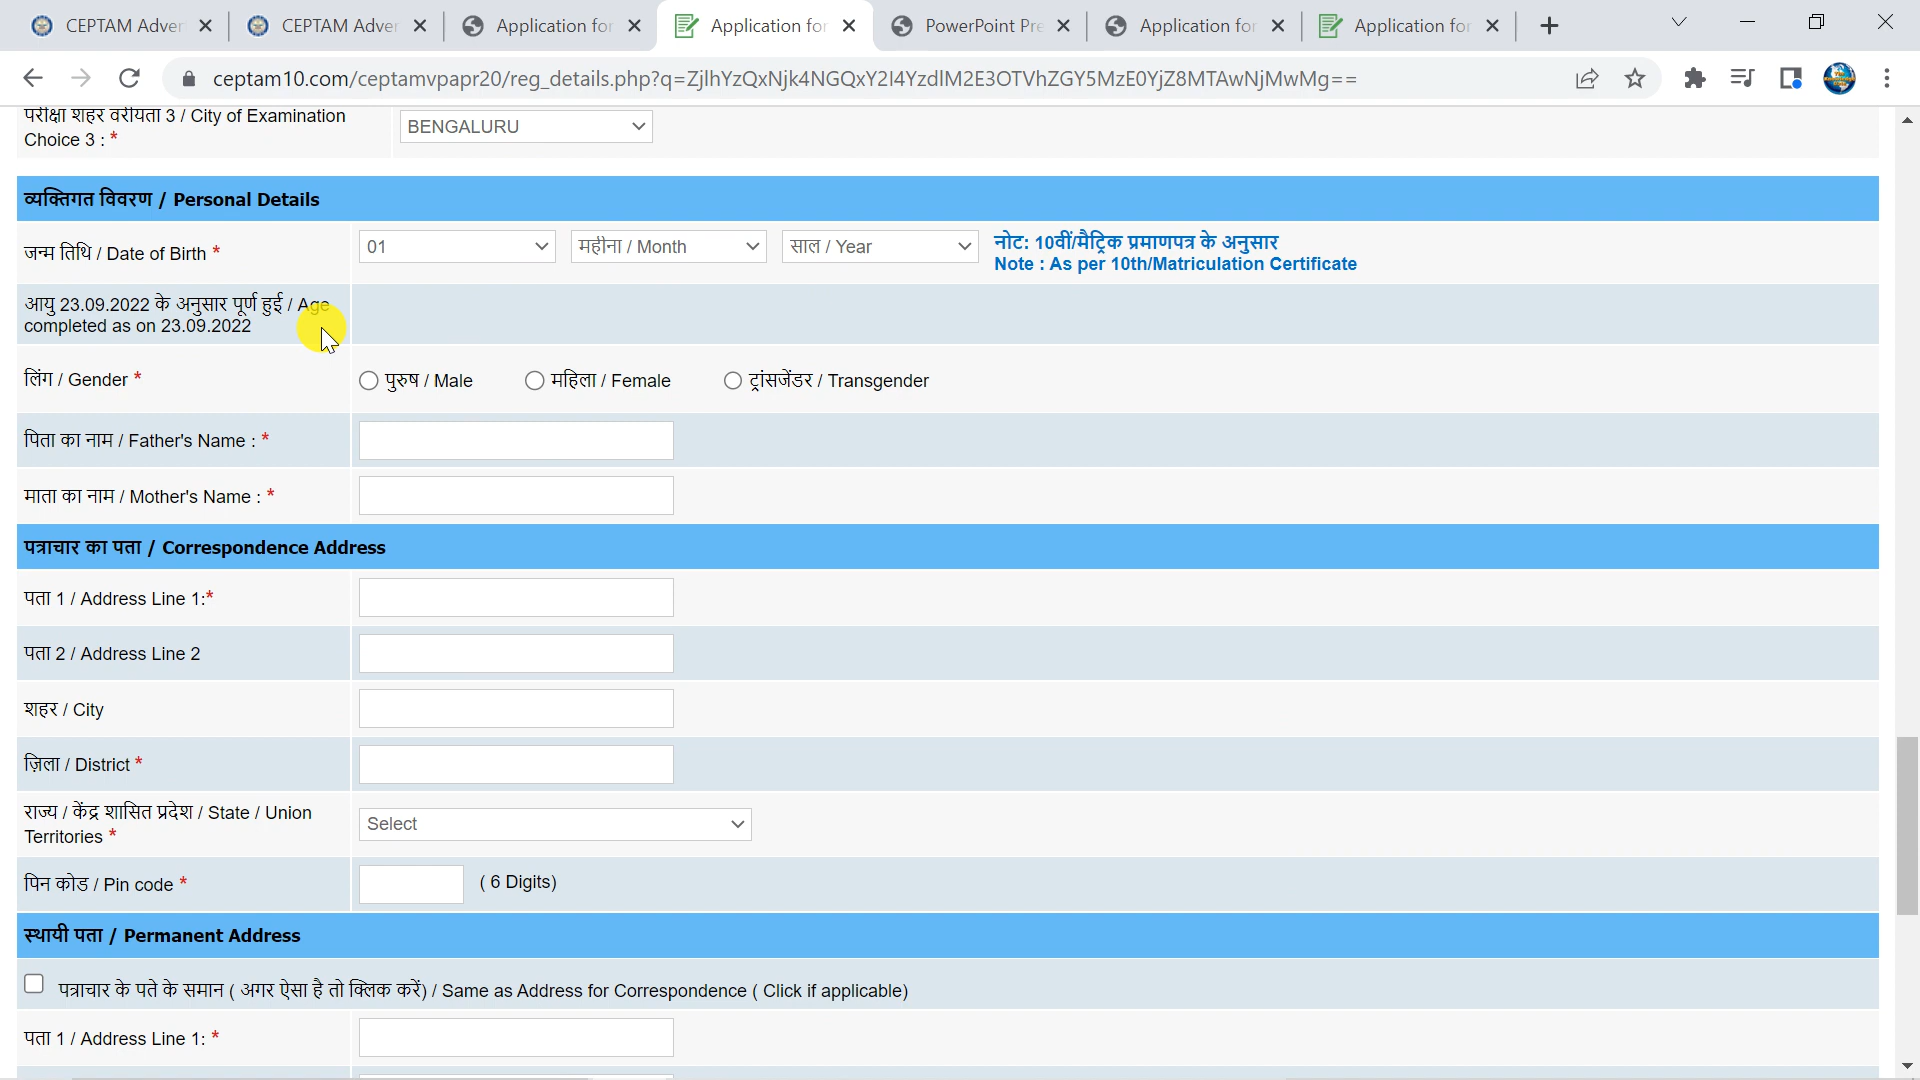 CEPTAM Adver
CEPTAM Adver
Application for
Application for
PowerPoint Pre
Application for
Application for
ceptam10.com/ceptamvpapr20/reg_details.php?q=ZjlhYzQxNjk4NGQxY2I4YzdlM2E3OTVhZGY5MzE0YjZ8MTAwNjMwMg==
परीक्षा शहर वरीयता 3 / City of Examination
Choice 3 : *
BENGALURU
व्यक्तिगत विवरण / Personal Details
जन्म तिथि / Date of Birth *
01
महीना / Month
साल / Year
नोट: 10वीं/मैट्रिक प्रमाणपत्र के अनुसार
Note : As per 10th/Matriculation Certificate
आयु 23.09.2022 के अनुसार पूर्ण हुई / Age
completed as on 23.09.2022
लिंग / Gender *
पुरुष / Male
महिला / Female
ट्रांसजेंडर / Transgender
पिता का नाम / Father's Name : *
माता का नाम / Mother's Name : *
पत्राचार का पता / Correspondence Address
पता 1 / Address Line 1:*
पता 2 / Address Line 2
शहर / City
ज़िला / District *
राज्य / केंद्र शासित प्रदेश / State / Union
Territories *
Select
पिन कोड / Pin code *
( 6 Digits)
स्थायी पता / Permanent Address
पत्राचार के पते के समान ( अगर ऐसा है तो क्लिक करें) / Same as Address for Correspondence ( Click if applicable)
पता 1 / Address Line 1: *